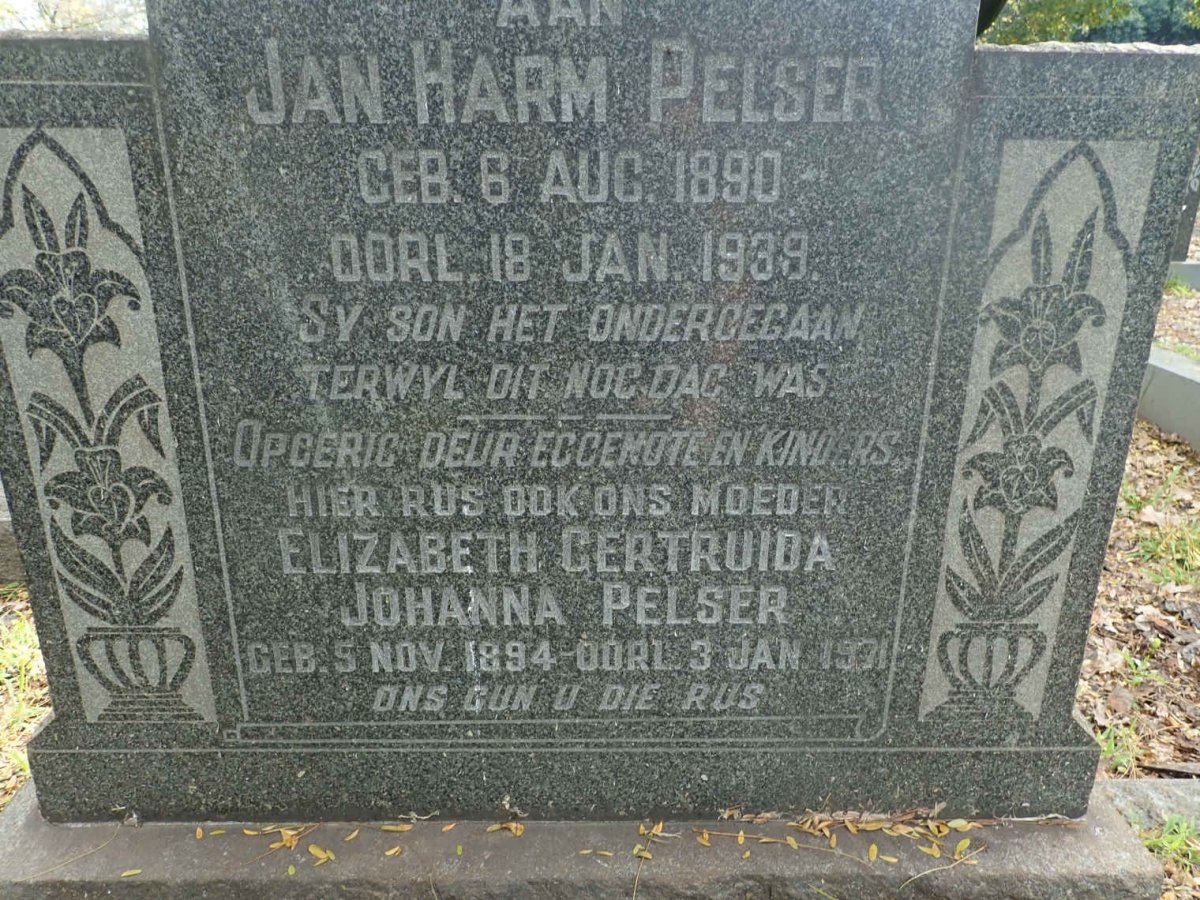 AAN
JAN HARM PELSER
GEB. 6 AUG. 1890
OORL. 18 JAN. 1939.
SY SON HET ONDERGEGAAN,
TERWYL DIT NOG DAG WAS
OPGERIG DEUR EGGENOTE EN KINDERS.
HIER RUS OOK ONS MOEDER
ELIZABETH GERTRUIDA
JOHANNA PELSER
GEB. 5 NOV. 1894-OORL. 3 JAN
ONS GUN U DIE RUS